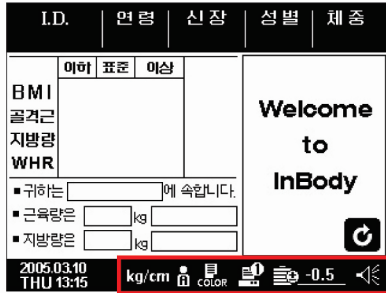 I.D. 연령 신장 성별 체중
이하 표준 이상
BMI
골격근
지방량
WHR
■ 귀하는 에 속합니다.
■ 근육량은 kg
■ 지방량은 kg
Welcome
to
InBody
2005.03.10
THU 13:15
kg/cm COLOR -0.5